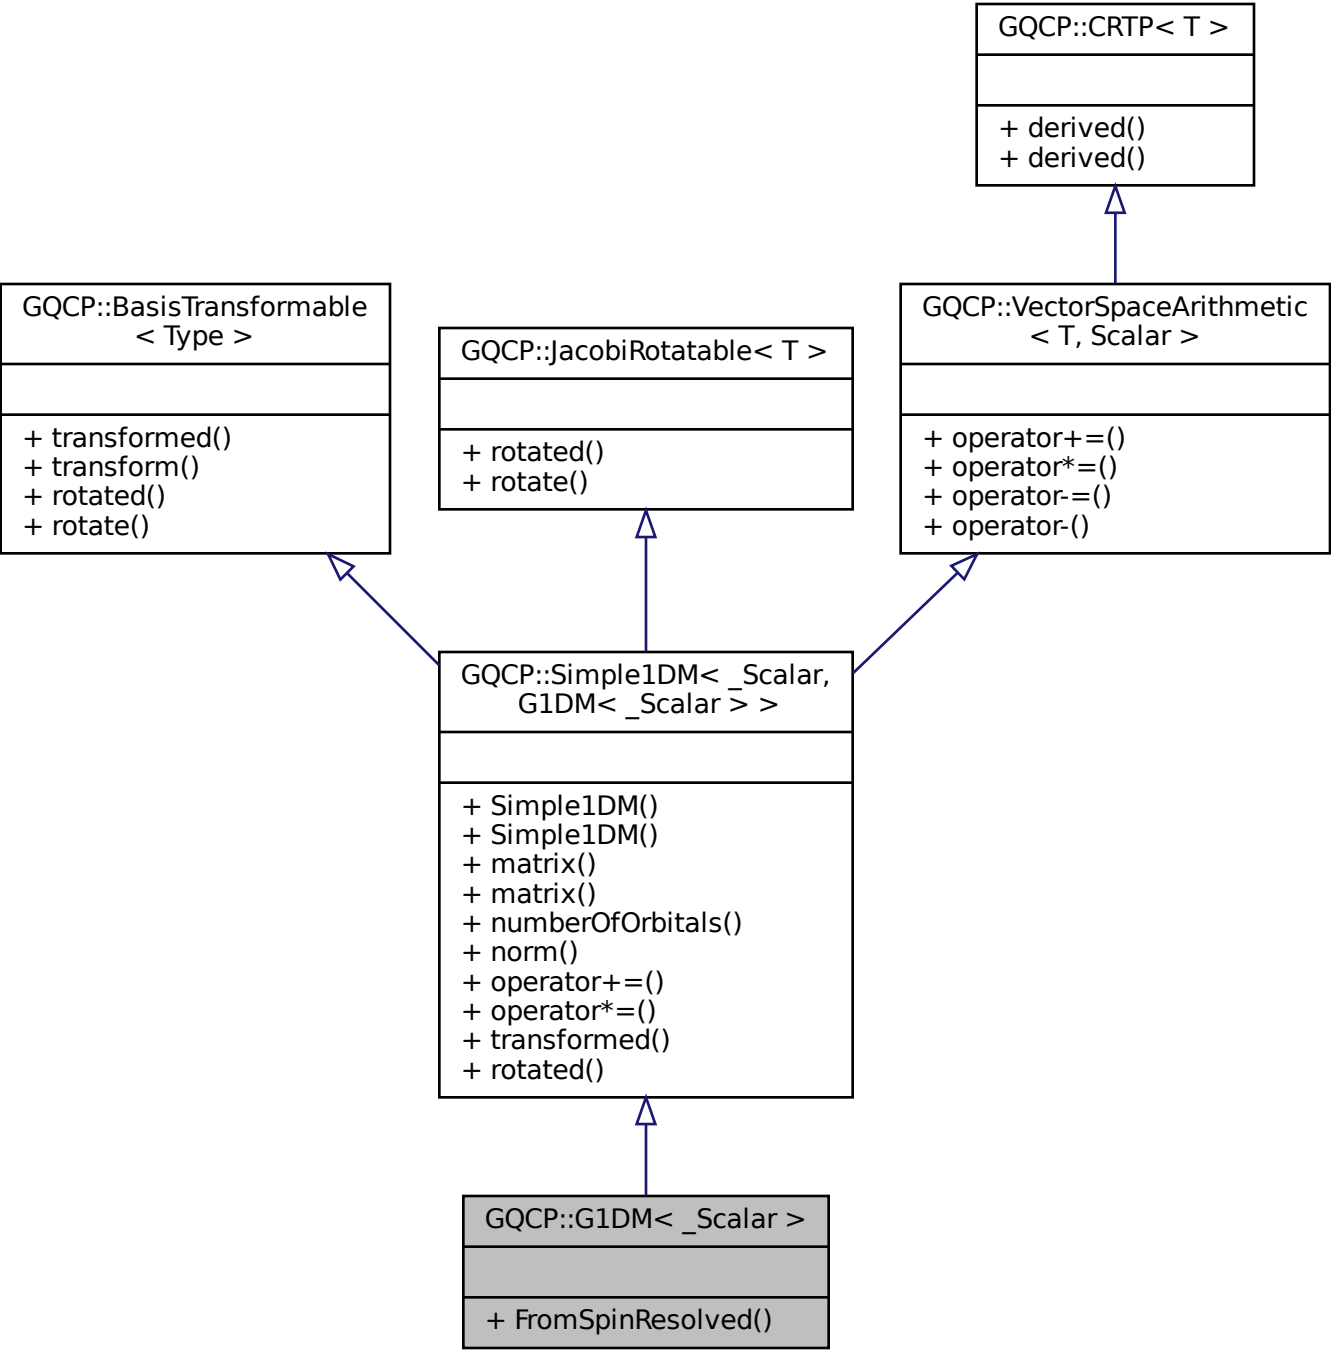 GQCP::CRTP< T >
+ derived()
+ derived()
GQCP::BasisTransformable
< Type >
+ transformed()
+ transform()
+ rotated()
+ rotate()
GQCP::JacobiRotatable< T >
+ rotated()
+ rotate()
GQCP::VectorSpaceArithmetic
< T, Scalar >
+ operator+=()
+ operator*=()
+ operator-=()
+ operator-()
GQCP::Simple1DM< _Scalar,
G1DM< _Scalar > >
+ Simple1DM()
+ Simple1DM()
+ matrix()
+ matrix()
+ numberOfOrbitals()
+ norm()
+ operator+=()
+ operator*=()
+ transformed()
+ rotated()
GQCP::G1DM< _Scalar >
+ FromSpinResolved()